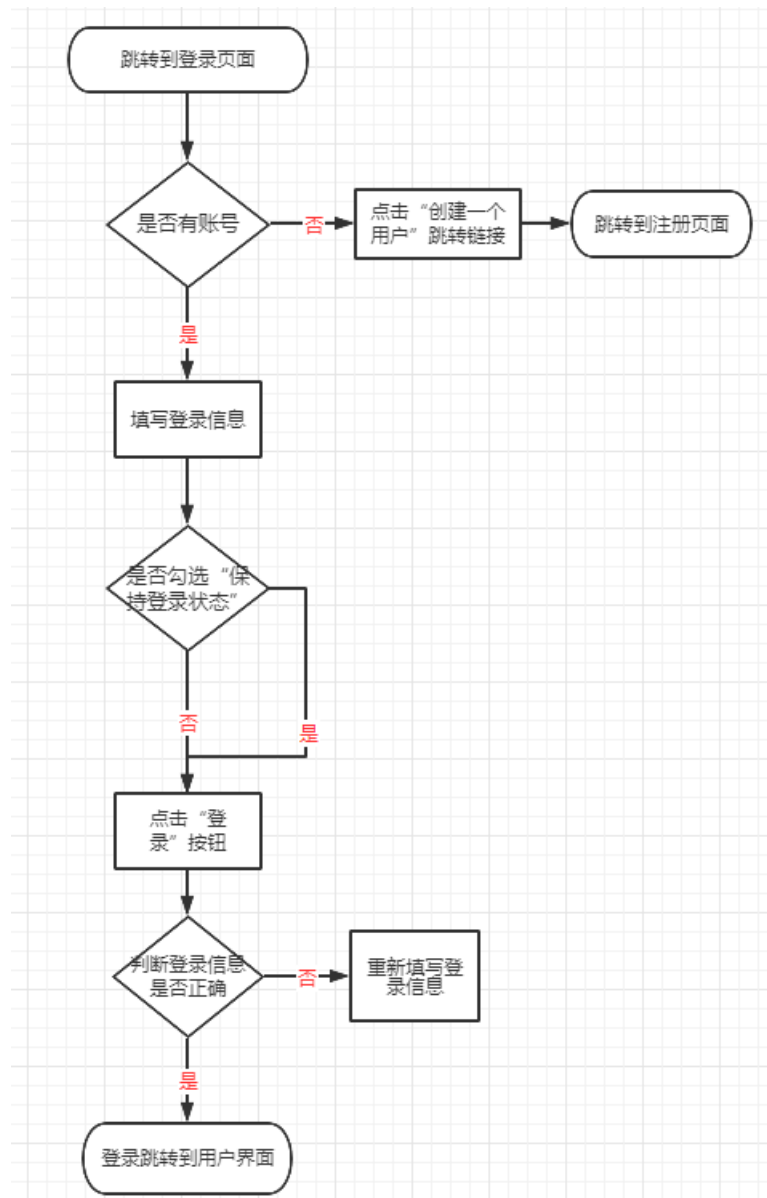 跳转到登录页面
是否有账号
否
点击“创建一个
用户”跳转链接
跳转到注册页面
是
填写登录信息
是否勾选“保
持登录状态”
否
是
点击“登
录”按钮
判断登录信息
是否正确
否
重新填写登
录信息
是
登录跳转到用户界面